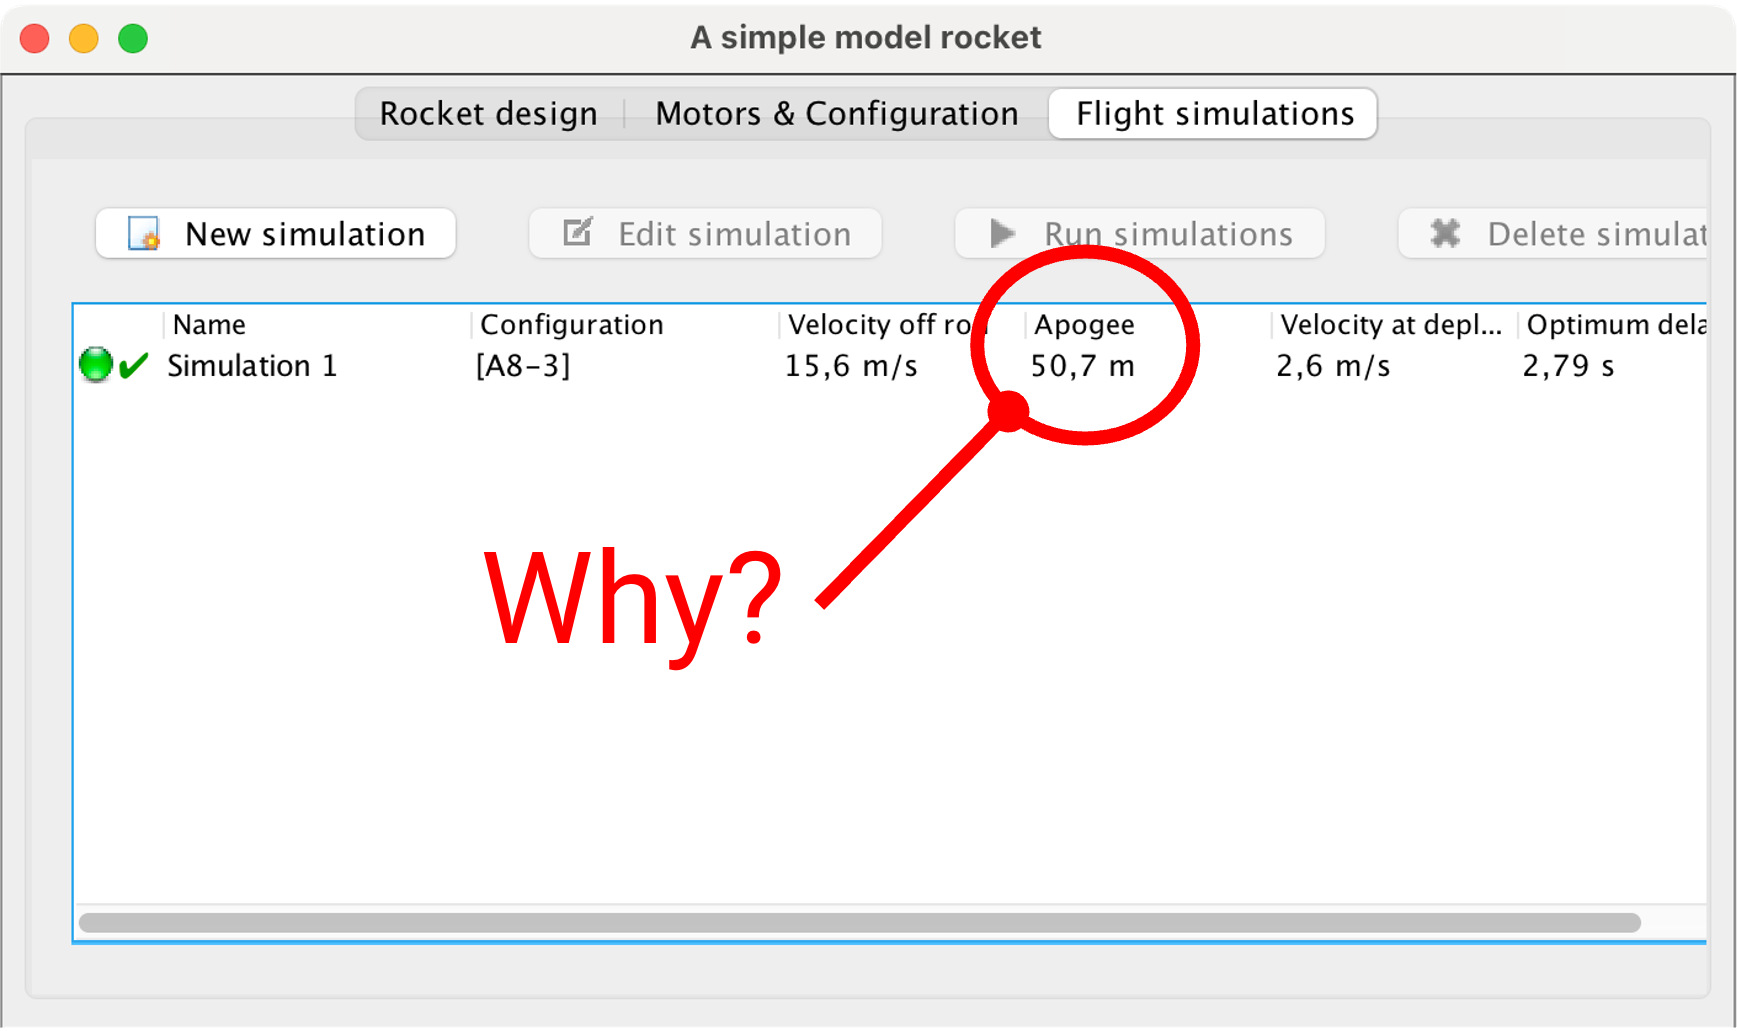 A simple model rocket
Rocket design
Motors & Configuration
Flight simulations
New simulation
Edit simulation
Run simulations
Delete simulat
Name
Configuration
Velocity off ro
Apogee
Velocity at depl...
Optimum dela
Simulation 1
[A8-3]
15,6 m/s
50,7 m
2,6 m/s
2,79 s
Why?